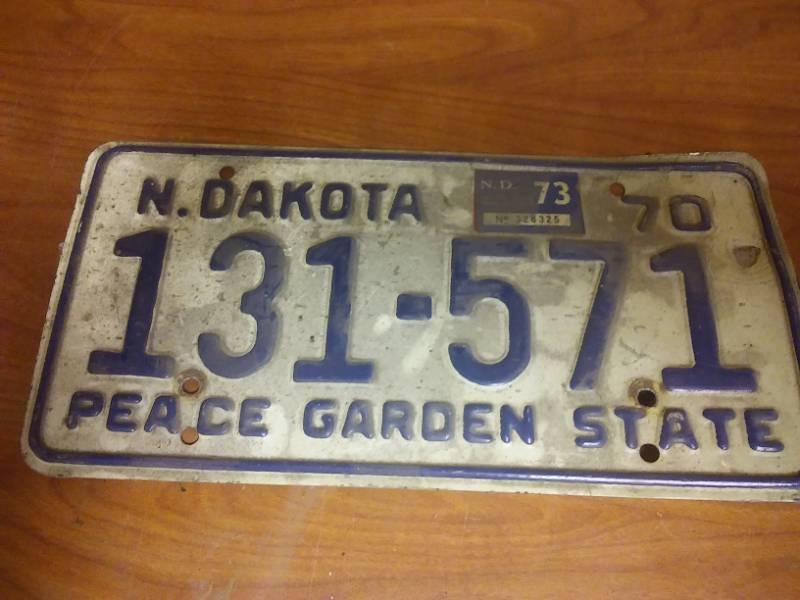 N. DAKOTA N.D. 73 70
No 326325
131-571
PEACE GARDEN STATE